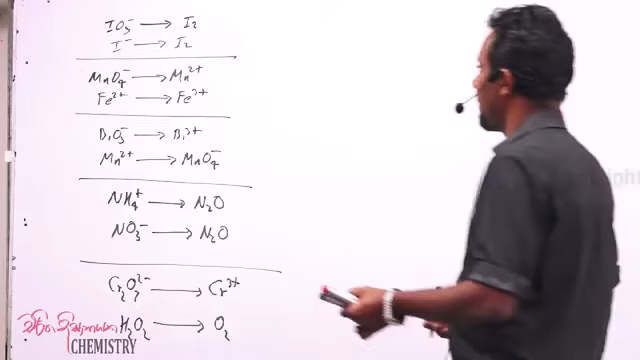 IO₃⁻ → I₂
I⁻ → I₂
MnO₄⁻ → Mn²⁺
Fe²⁺ → Fe³⁺
BiO₃⁻ → Bi³⁺
Mn²⁺ → MnO₄⁻
NH₄⁺ → N₂O
NO₃⁻ → N₂O
Cr₂O₇²⁻ → Cr³⁺
H₂O₂ → O₂
CHEMISTRY